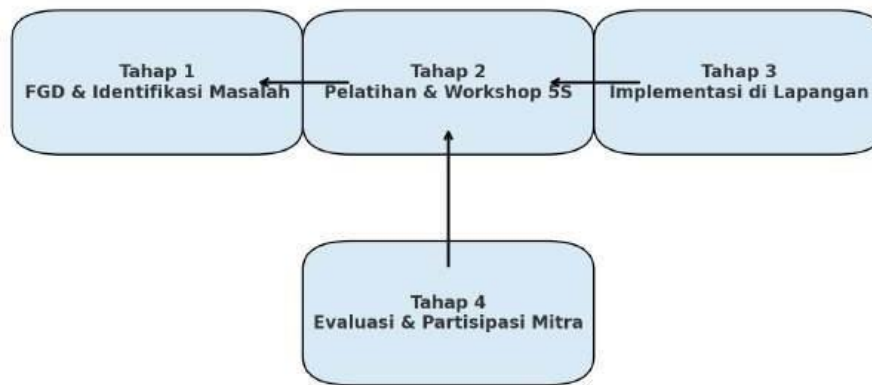 Tahap 1
FGD & Identifikasi Masalah
Tahap 2
Pelatihan & Workshop 5S
Tahap 3
Implementasi di Lapangan
Tahap 4
Evaluasi & Partisipasi Mitra